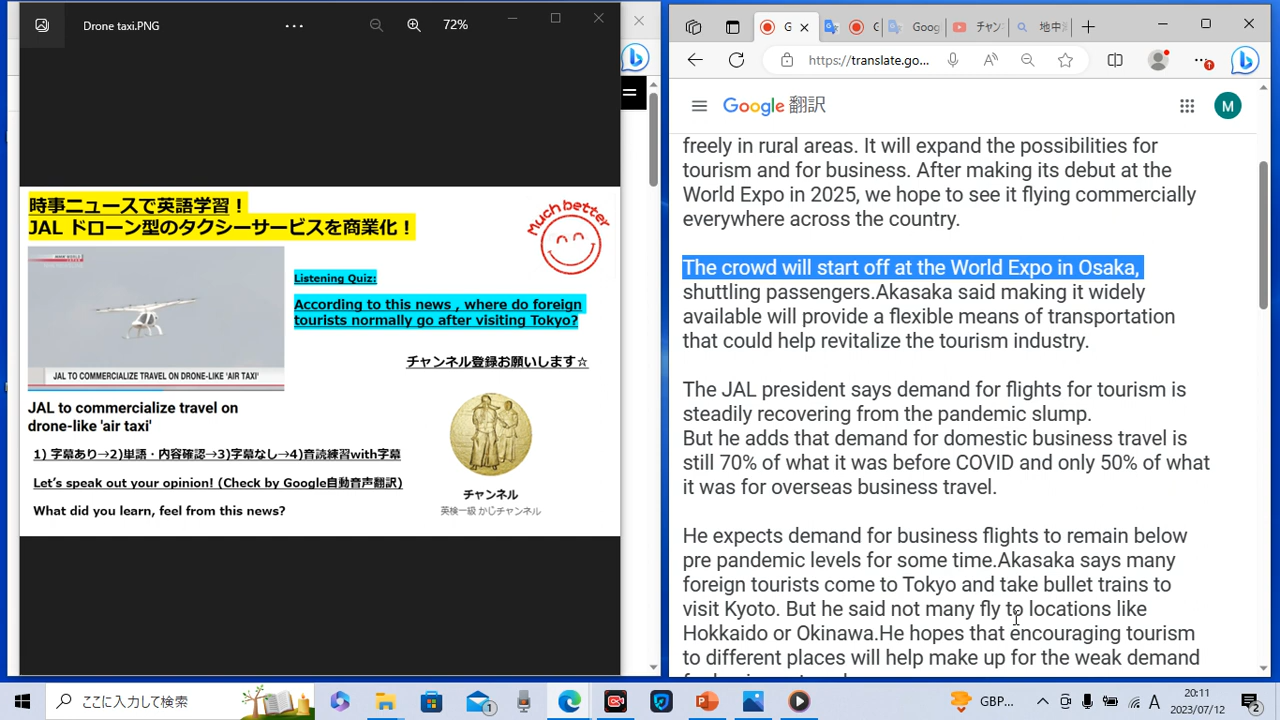 Drone taxi.PNG
72%
時事ニュースで英語学習！
JAL ドローン型のタクシーサービスを商業化！
Much better
NHK WORLD
JAPAN
JAL TO COMMERCIALIZE TRAVEL ON DRONE-LIKE 'AIR TAXI'
Listening Quiz:
According to this news , where do foreign
tourists normally go after visiting Tokyo?
チャンネル登録お願いします☆
JAL to commercialize travel on
drone-like 'air taxi'
1) 字幕あり→2)単語・内容確認→3)字幕なし→4)音読練習with字幕
Let's speak out your opinion! (Check by Google自動音声翻訳)
What did you learn, feel from this news?
チャンネル
英検一級 かじチャンネル
G
Goog
チャン
地中
https://translate.go...
Google 翻訳
M
freely in rural areas. It will expand the possibilities for
tourism and for business. After making its debut at the
World Expo in 2025, we hope to see it flying commercially
everywhere across the country.
The crowd will start off at the World Expo in Osaka,
shuttling passengers.Akasaka said making it widely
available will provide a flexible means of transportation
that could help revitalize the tourism industry.
The JAL president says demand for flights for tourism is
steadily recovering from the pandemic slump.
But he adds that demand for domestic business travel is
still 70% of what it was before COVID and only 50% of what
it was for overseas business travel.
He expects demand for business flights to remain below
pre pandemic levels for some time.Akasaka says many
foreign tourists come to Tokyo and take bullet trains to
visit Kyoto. But he said not many fly to locations like
Hokkaido or Okinawa.He hopes that encouraging tourism
to different places will help make up for the weak demand
ここに入力して検索
1
GBP...
A
20:11
2023/07/12
2